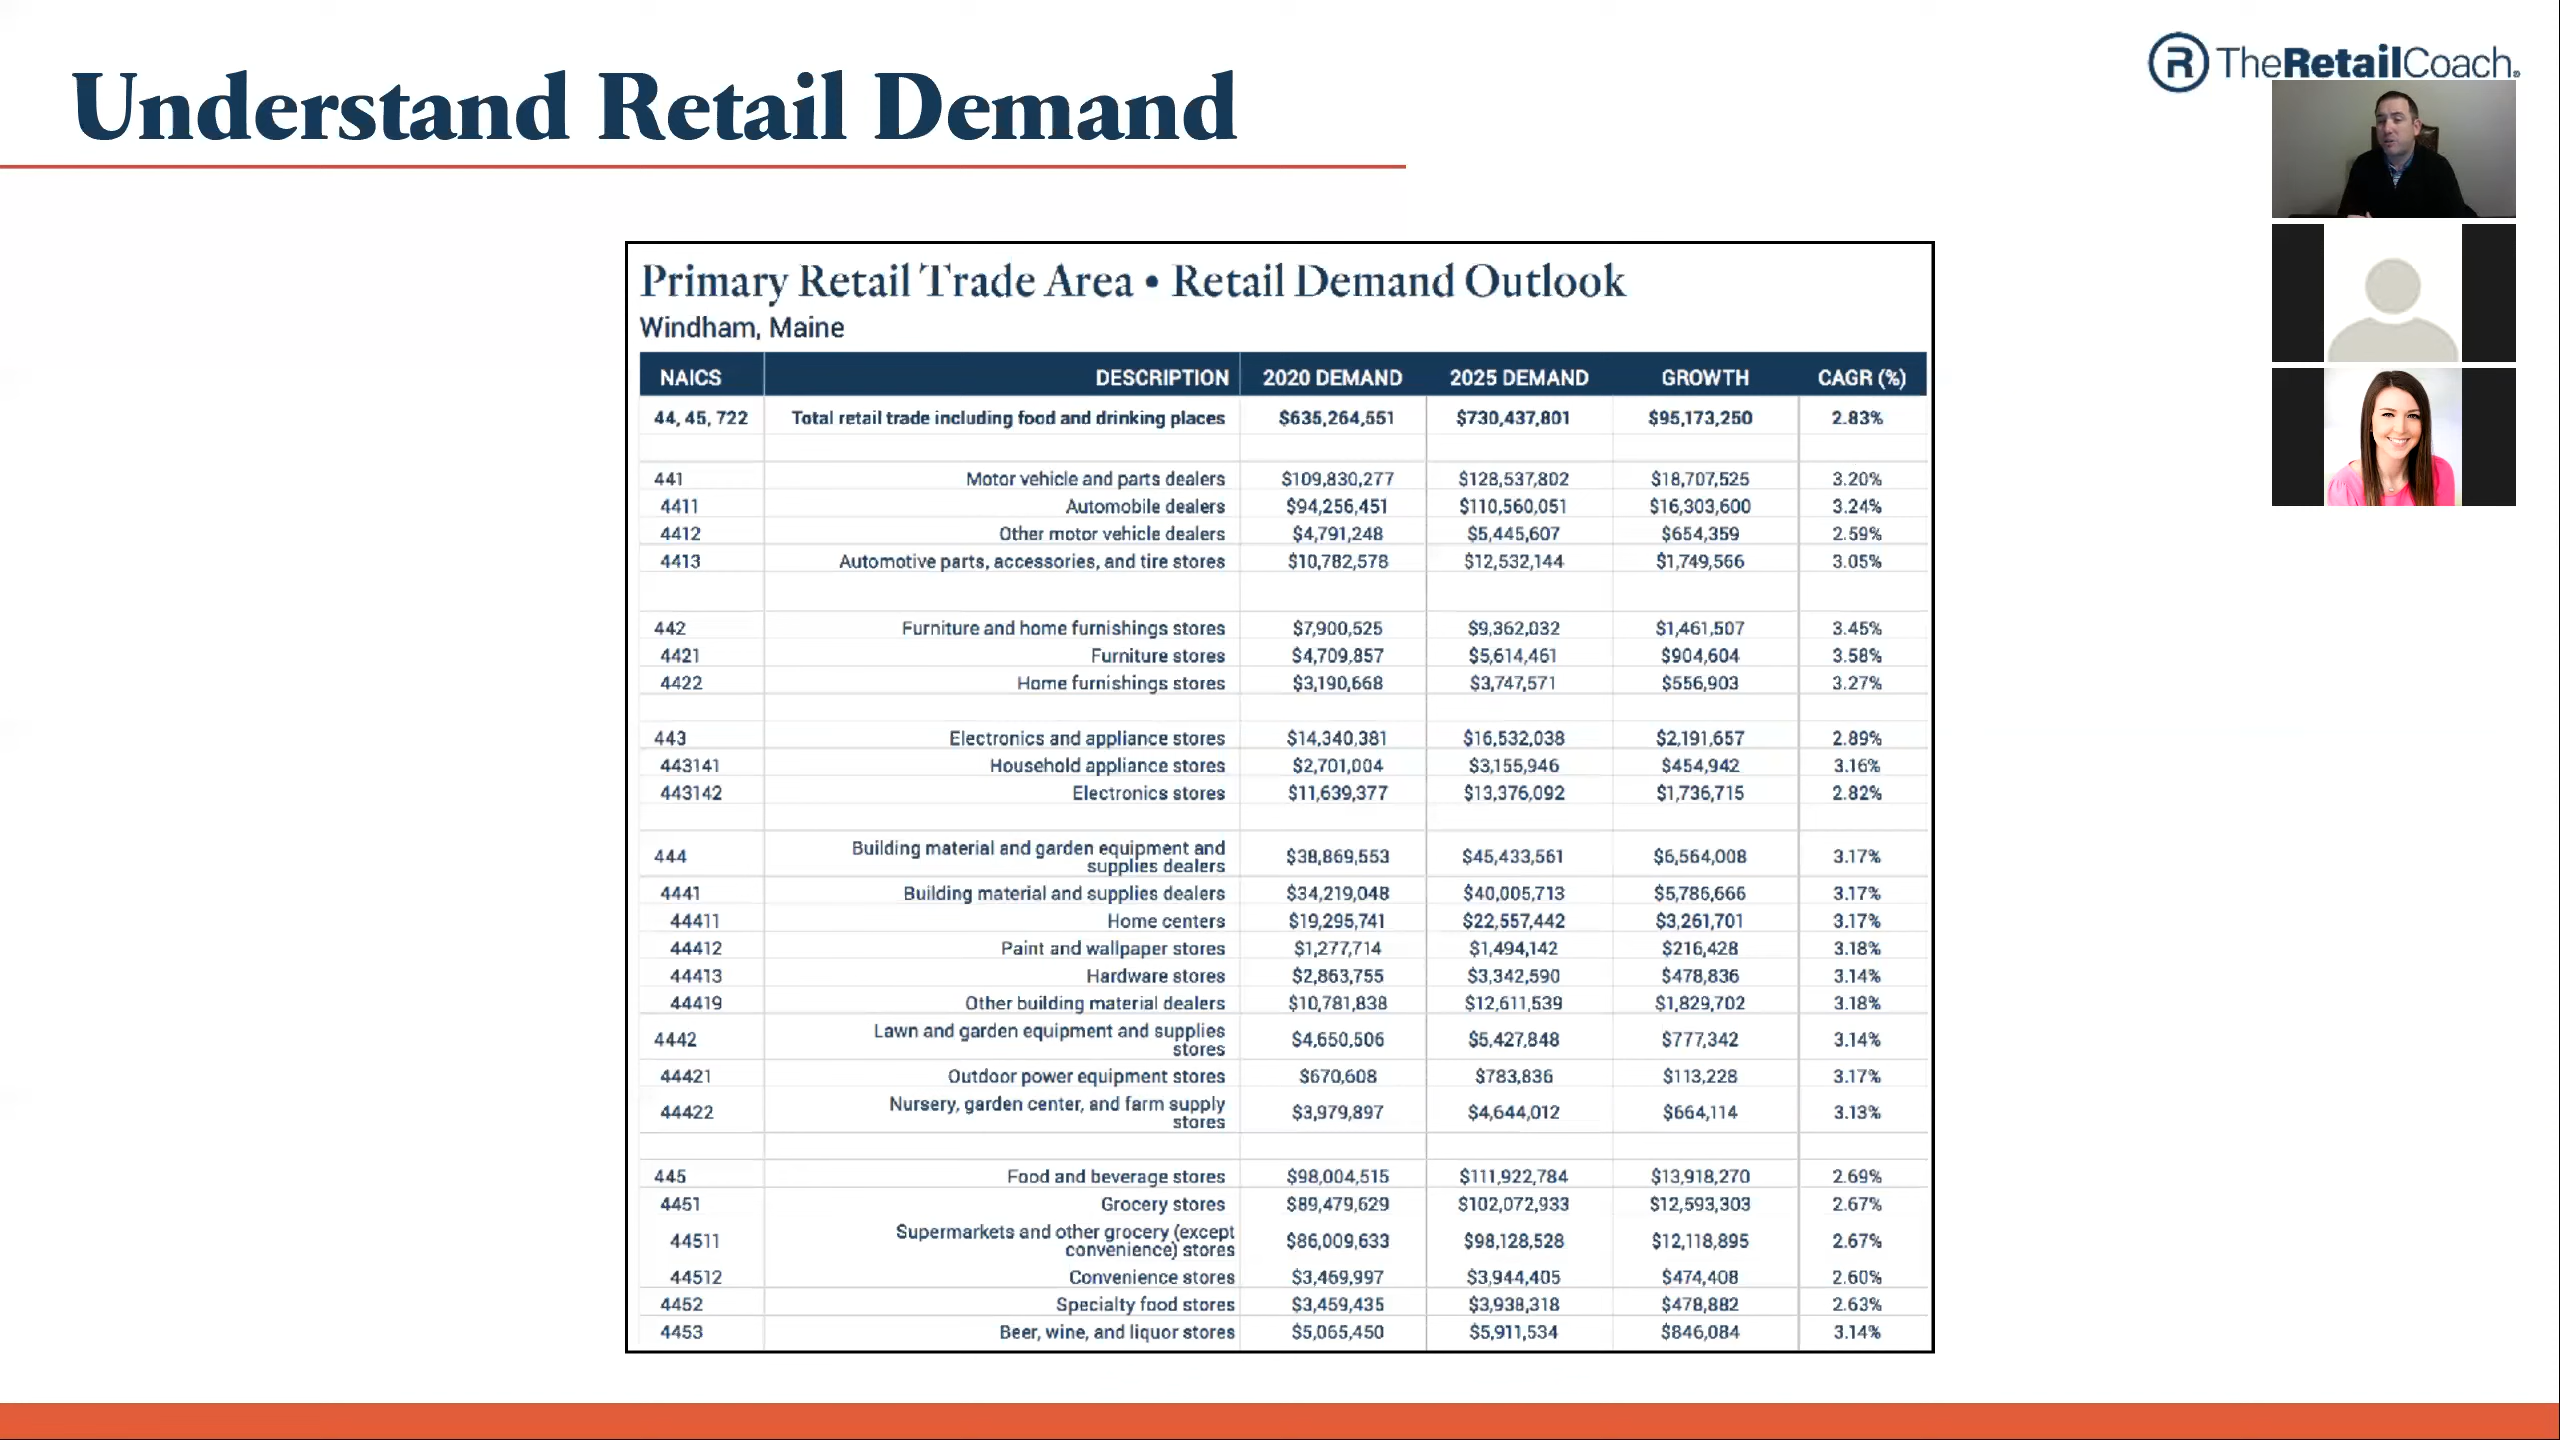 Understand Retail Demand
TheRetailCoach.
Primary Retail Trade Area • Retail Demand Outlook
Windham, Maine
NAICS DESCRIPTION 2020 DEMAND 2025 DEMAND GROWTH CAGR (%)
44, 45, 722 Total retail trade including food and drinking places $635,264,551 $730,437,801 $95,173,250 2.83%
441 Motor vehicle and parts dealers $109,830,277 $128,537,802 $18,707,525 3.20%
4411 Automobile dealers $94,256,451 $110,560,051 $16,303,600 3.24%
4412 Other motor vehicle dealers $4,791,248 $5,445,607 $654,359 2.59%
4413 Automotive parts, accessories, and tire stores $10,782,578 $12,532,144 $1,749,566 3.05%
442 Furniture and home furnishings stores $7,900,525 $9,362,032 $1,461,507 3.45%
4421 Furniture stores $4,709,857 $5,614,461 $904,604 3.58%
4422 Home furnishings stores $3,190,668 $3,747,571 $556,903 3.27%
443 Electronics and appliance stores $14,340,381 $16,532,038 $2,191,657 2.89%
443141 Household appliance stores $2,701,004 $3,155,946 $454,942 3.16%
443142 Electronics stores $11,639,377 $13,376,092 $1,736,715 2.82%
444 Building material and garden equipment and
supplies dealers $38,869,553 $45,433,561 $6,564,008 3.17%
4441 Building material and supplies dealers $34,219,048 $40,005,713 $5,786,666 3.17%
44411 Home centers $19,295,741 $22,557,442 $3,261,701 3.17%
44412 Paint and wallpaper stores $1,277,714 $1,494,142 $216,428 3.18%
44413 Hardware stores $2,863,755 $3,342,590 $478,836 3.14%
44419 Other building material dealers $10,781,838 $12,611,539 $1,829,702 3.18%
4442 Lawn and garden equipment and supplies
stores $4,650,506 $5,427,848 $777,342 3.14%
44421 Outdoor power equipment stores $670,608 $783,836 $113,228 3.17%
44422 Nursery, garden center, and farm supply
stores $3,979,897 $4,644,012 $664,114 3.13%
445 Food and beverage stores $98,004,515 $111,922,784 $13,918,270 2.69%
4451 Grocery stores $89,479,629 $102,072,933 $12,593,303 2.67%
44511 Supermarkets and other grocery (except
convenience) stores $86,009,633 $98,128,528 $12,118,895 2.67%
44512 Convenience stores $3,469,997 $3,944,405 $474,408 2.60%
4452 Specialty food stores $3,459,435 $3,938,318 $478,882 2.63%
4453 Beer, wine, and liquor stores $5,065,450 $5,911,534 $846,084 3.14%